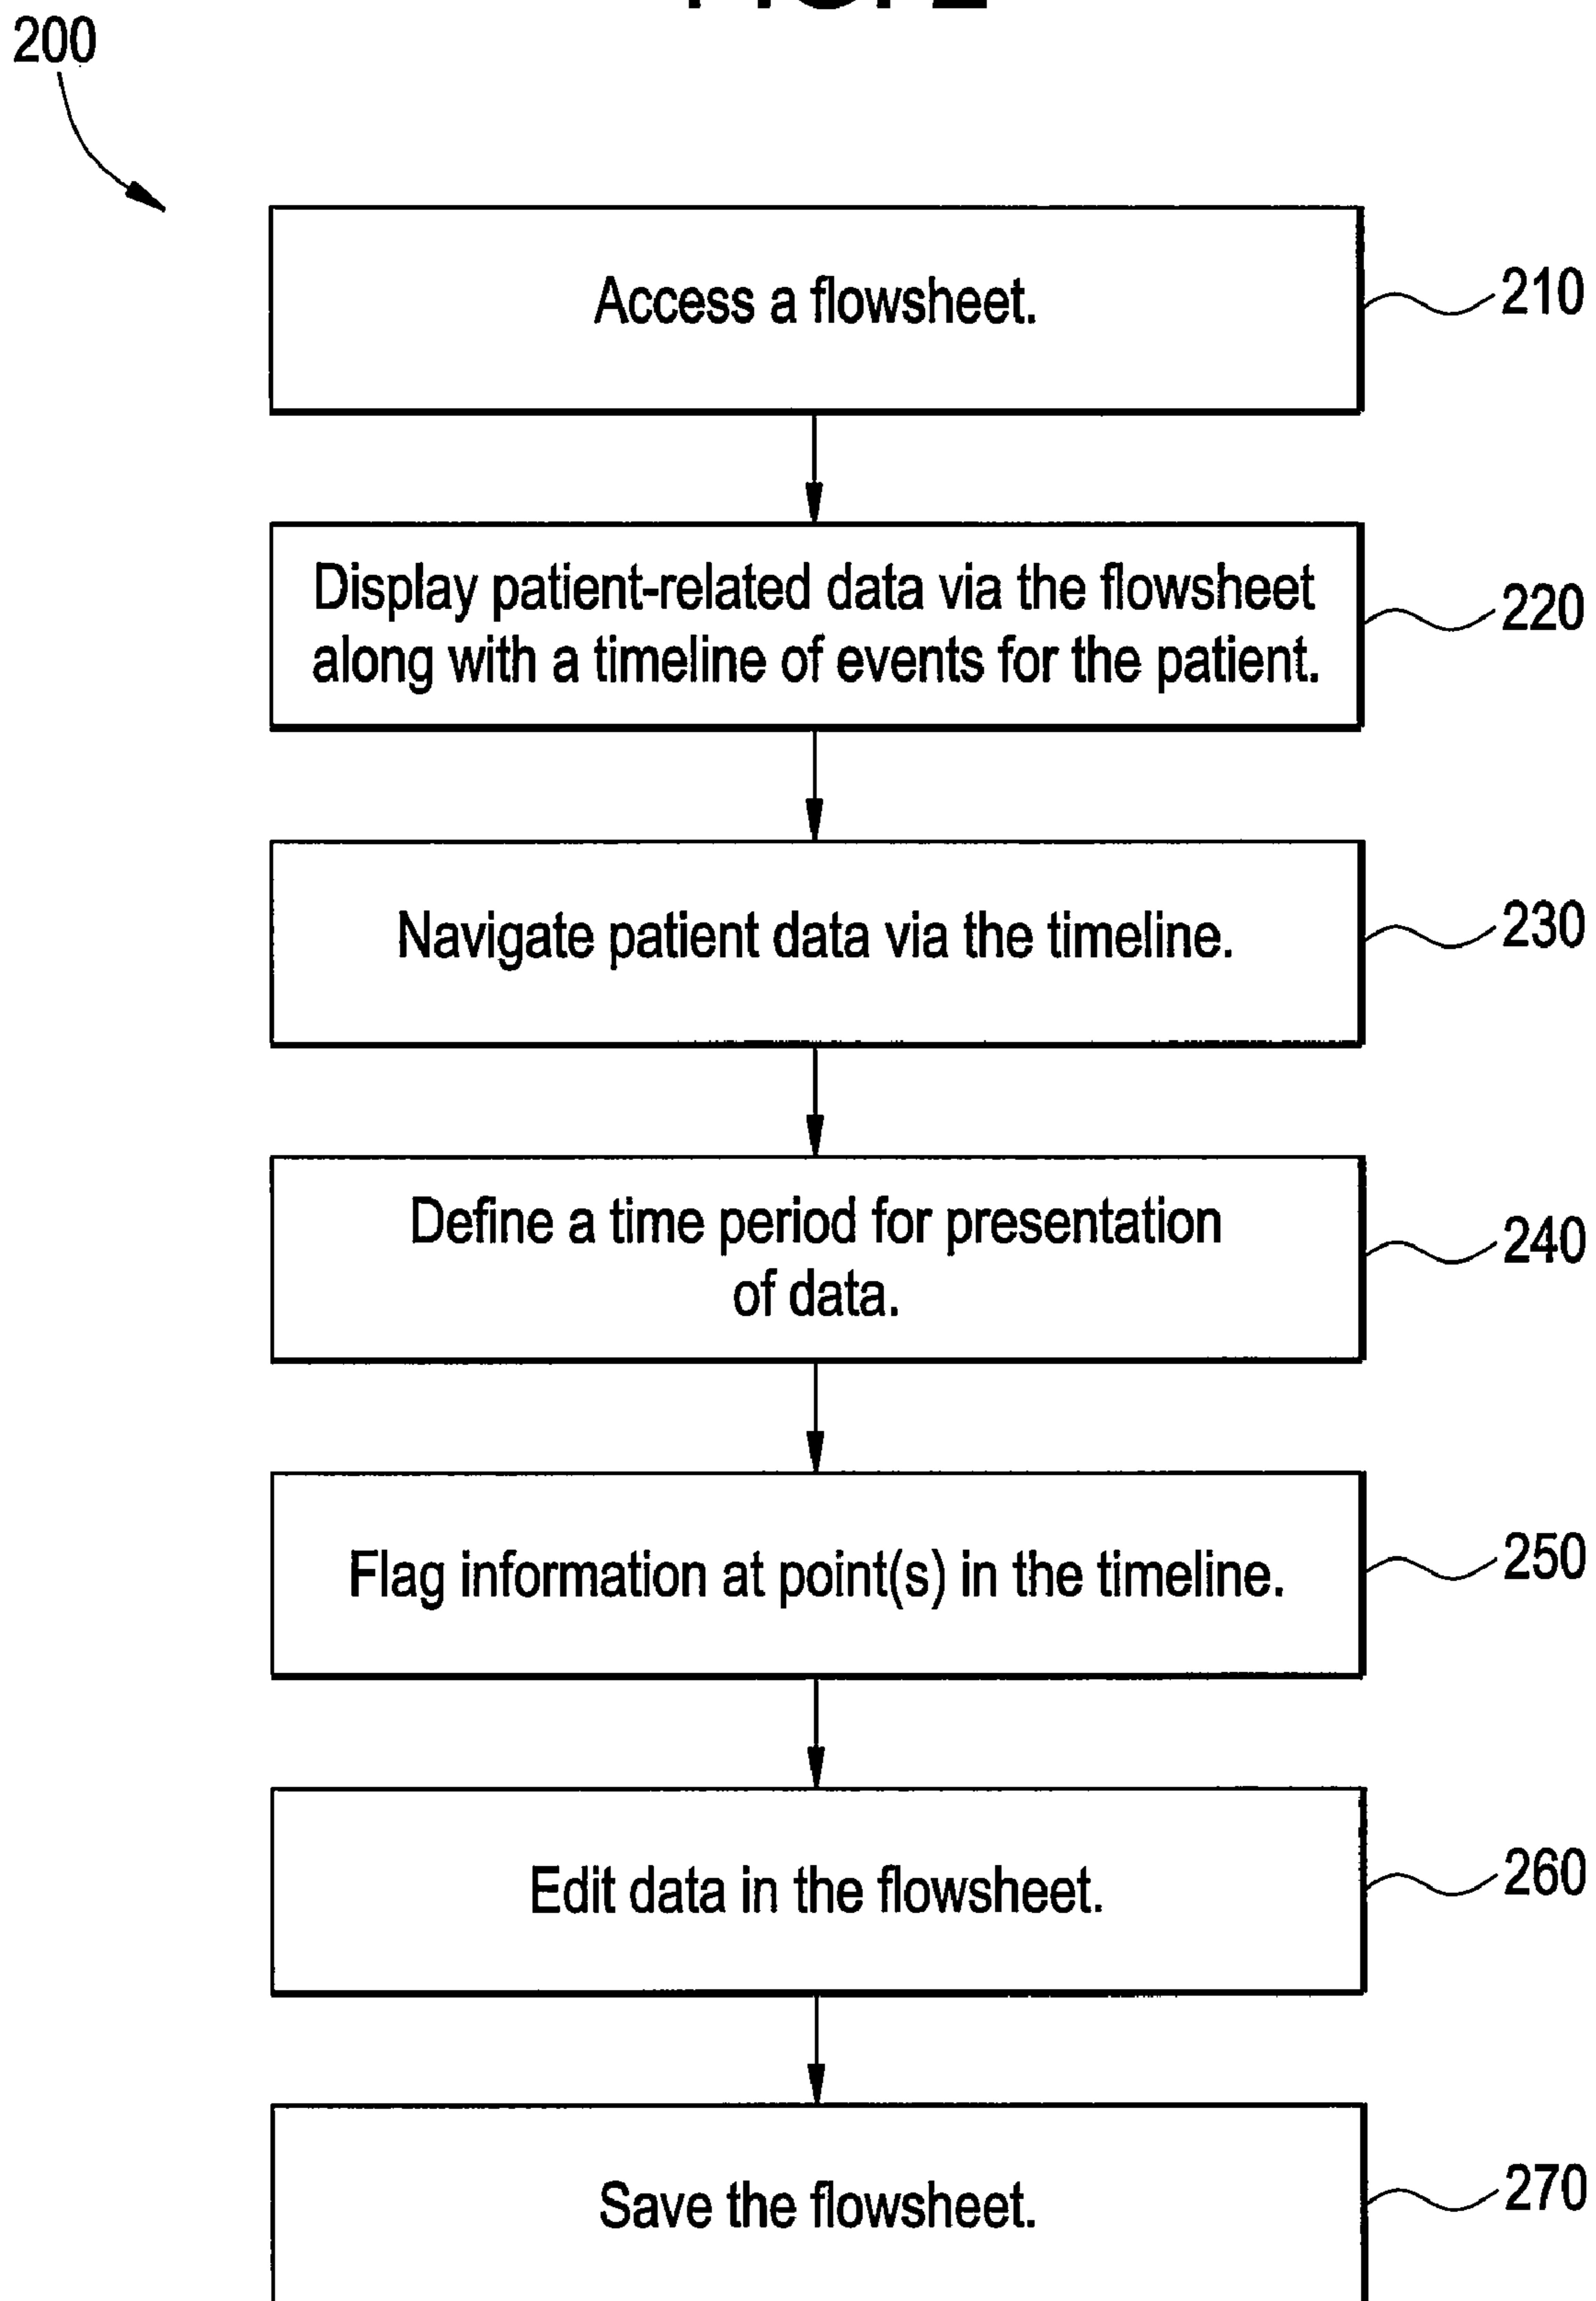 200
Access a flowsheet.
210
Display patient-related data via the flowsheet
along with a timeline of events for the patient.
220
Navigate patient data via the timeline.
230
Define a time period for presentation
of data.
240
Flag information at point(s) in the timeline.
250
Edit data in the flowsheet.
260
Save the flowsheet.
270